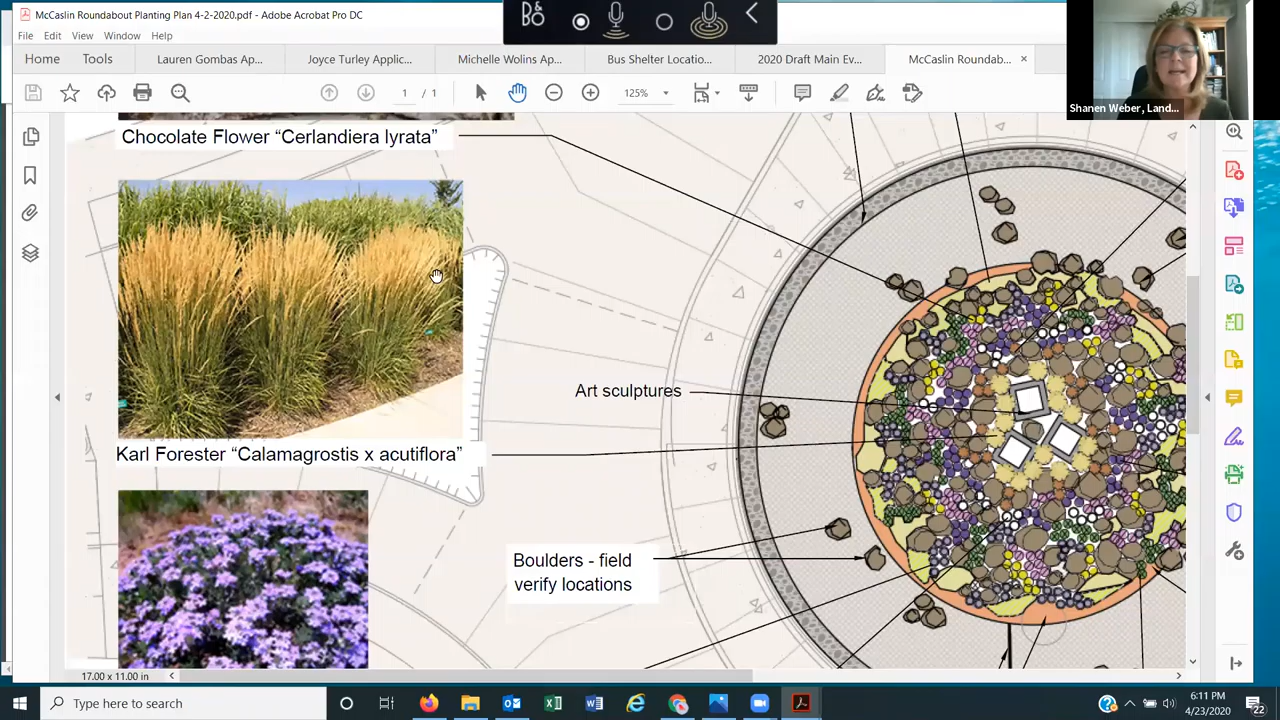 McCaslin Roundabout Planting Plan 4-2-2020.pdf - Adobe Acrobat Pro DC
File Edit View Window Help
B&O
Home Tools Lauren Gombas Ap... Joyce Turley Applic... Michelle Wolins Ap... Bus Shelter Locatio... 2020 Draft Main Ev... McCaslin Roundab... ×
1 / 1 125%
Shanen Weber, Land...
Chocolate Flower “Cerlandiera lyrata”
Art sculptures
Karl Forester “Calamagrostis x acutiflora”
Boulders - field
verify locations
17.00 x 11.00 in
Type here to search
6:11 PM
4/23/2020
22